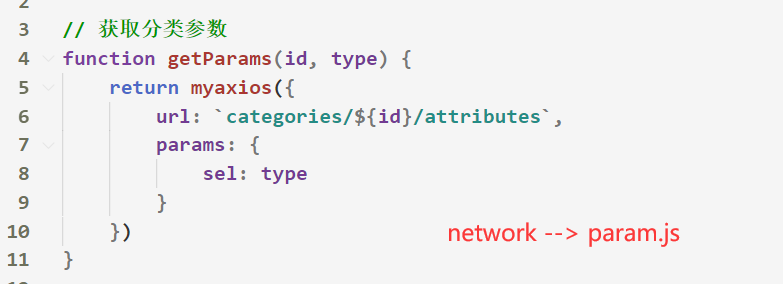 3 // 获取分类参数
4 function getParams(id, type) {
5 return myaxios({
6 url: `categories/${id}/attributes`,
7 params: {
8 sel: type
9 }
10 })
network --> param.js
11 }